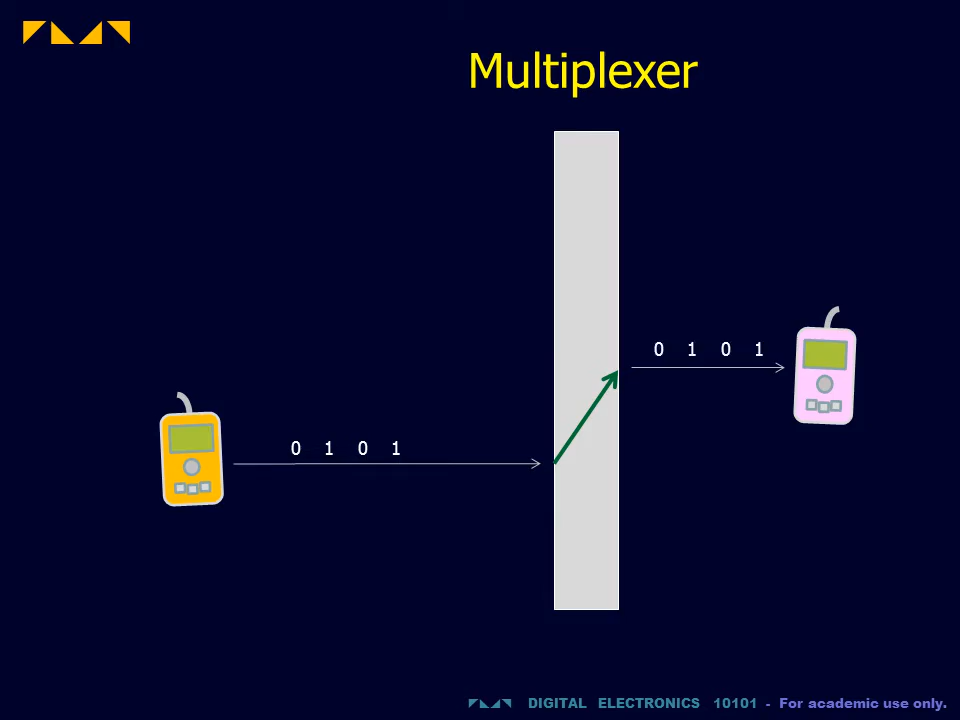 Multiplexer
0 1 0 1
0 1 0 1
DIGITAL ELECTRONICS 10101 - For academic use only.